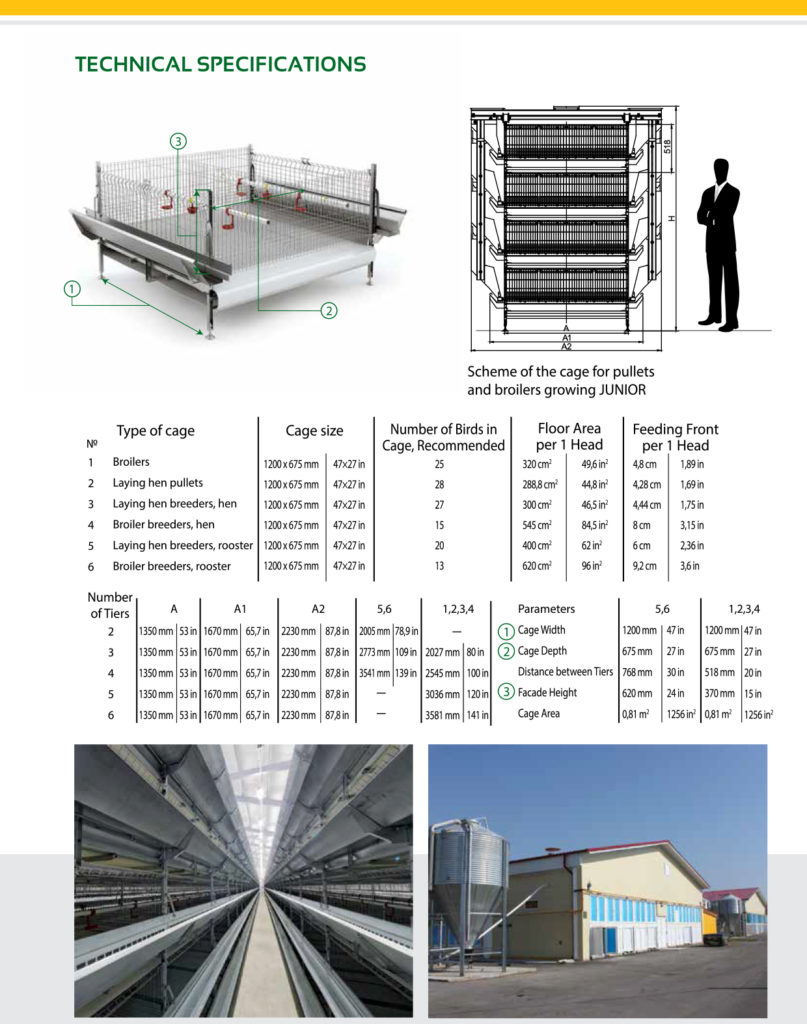 TECHNICAL SPECIFICATIONS
3
1
2
518
H
A
A1
A2
Scheme of the cage for pullets
and broilers growing JUNIOR
Nº Type of cage Cage size Number of Birds in Cage, Recommended Floor Area per 1 Head Feeding Front per 1 Head
1 Broilers 1200 x 675 mm 47×27 in 25 320 cm² 49,6 in² 4,8 cm 1,89 in
2 Laying hen pullets 1200 x 675 mm 47×27 in 28 288,8 cm² 44,8 in² 4,28 cm 1,69 in
3 Laying hen breeders, hen 1200 x 675 mm 47×27 in 27 300 cm² 46,5 in² 4,44 cm 1,75 in
4 Broiler breeders, hen 1200 x 675 mm 47×27 in 15 545 cm² 84,5 in² 8 cm 3,15 in
5 Laying hen breeders, rooster 1200 x 675 mm 47×27 in 20 400 cm² 62 in² 6 cm 2,36 in
6 Broiler breeders, rooster 1200 x 675 mm 47×27 in 13 620 cm² 96 in² 9,2 cm 3,6 in
Number of Tiers A A1 A2 5,6 1,2,3,4
2 1350 mm 53 in 1670 mm 65,7 in 2230 mm 87,8 in 2005 mm 78,9 in —
3 1350 mm 53 in 1670 mm 65,7 in 2230 mm 87,8 in 2773 mm 109 in 2027 mm 80 in
4 1350 mm 53 in 1670 mm 65,7 in 2230 mm 87,8 in 3541 mm 139 in 2545 mm 100 in
5 1350 mm 53 in 1670 mm 65,7 in 2230 mm 87,8 in — 3036 mm 120 in
6 1350 mm 53 in 1670 mm 65,7 in 2230 mm 87,8 in — 3581 mm 141 in
Parameters 5,6 1,2,3,4
1 Cage Width 1200 mm 47 in 1200 mm 47 in
2 Cage Depth 675 mm 27 in 675 mm 27 in
Distance between Tiers 768 mm 30 in 518 mm 20 in
3 Facade Height 620 mm 24 in 370 mm 15 in
Cage Area 0,81 m² 1256 in² 0,81 m² 1256 in²